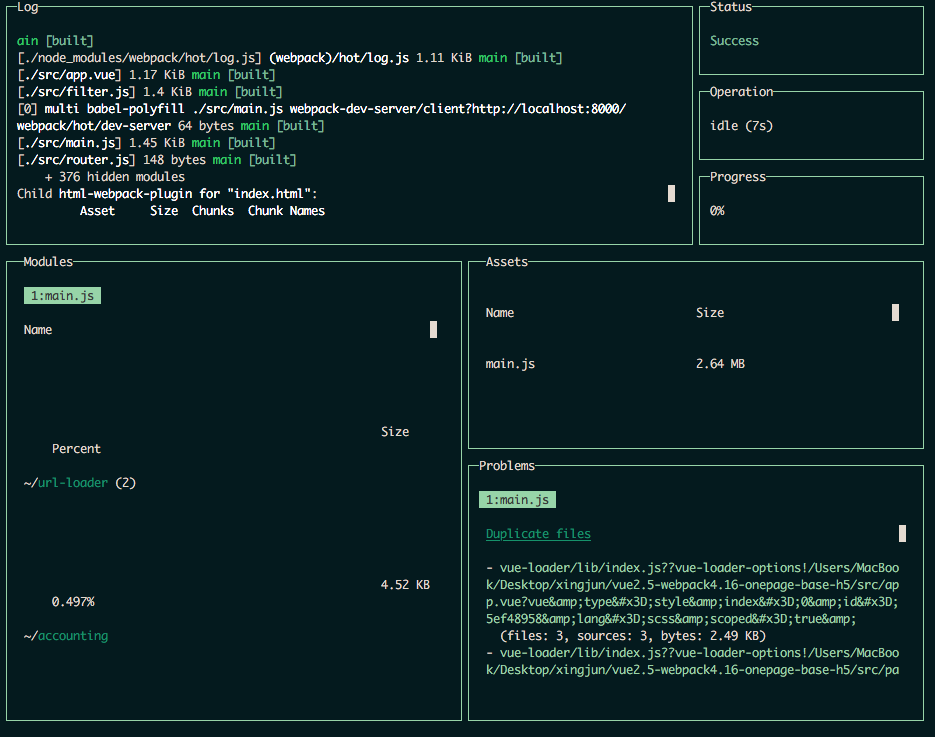 Log
ain [built]
[./node_modules/webpack/hot/log.js] (webpack)/hot/log.js 1.11 KiB main [built]
[./src/app.vue] 1.17 KiB main [built]
[./src/filter.js] 1.4 KiB main [built]
[0] multi babel-polyfill ./src/main.js webpack-dev-server/client?http://localhost:8000/
webpack/hot/dev-server 64 bytes main [built]
[./src/main.js] 1.45 KiB main [built]
[./src/router.js] 148 bytes main [built]
+ 376 hidden modules
Child html-webpack-plugin for "index.html":
Asset Size Chunks Chunk Names
Status
Success
Operation
idle (7s)
Progress
0%
Modules
1:main.js
Name
Size
Percent
~/url-loader (2)
4.52 KB
0.497%
~/accounting
Assets
Name Size
main.js 2.64 MB
Problems
1:main.js
Duplicate files
- vue-loader/lib/index.js??vue-loader-options!/Users/MacBoo
k/Desktop/xingjun/vue2.5-webpack4.16-onepage-base-h5/src/ap
p.vue?vue&amp;type&#x3D;style&amp;index&#x3D;0&amp;id&#x3D;
5ef48958&amp;lang&#x3D;scss&amp;scoped&#x3D;true&amp;
(files: 3, sources: 3, bytes: 2.49 KB)
- vue-loader/lib/index.js??vue-loader-options!/Users/MacBoo
k/Desktop/xingjun/vue2.5-webpack4.16-onepage-base-h5/src/pa